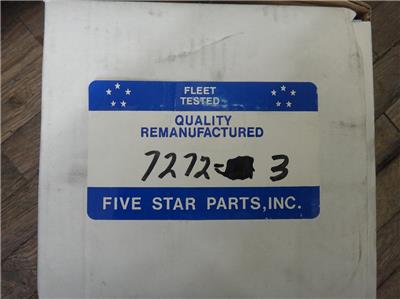 FLEET
TESTED
QUALITY
REMANUFACTURED
7272- 3
FIVE STAR PARTS, INC.